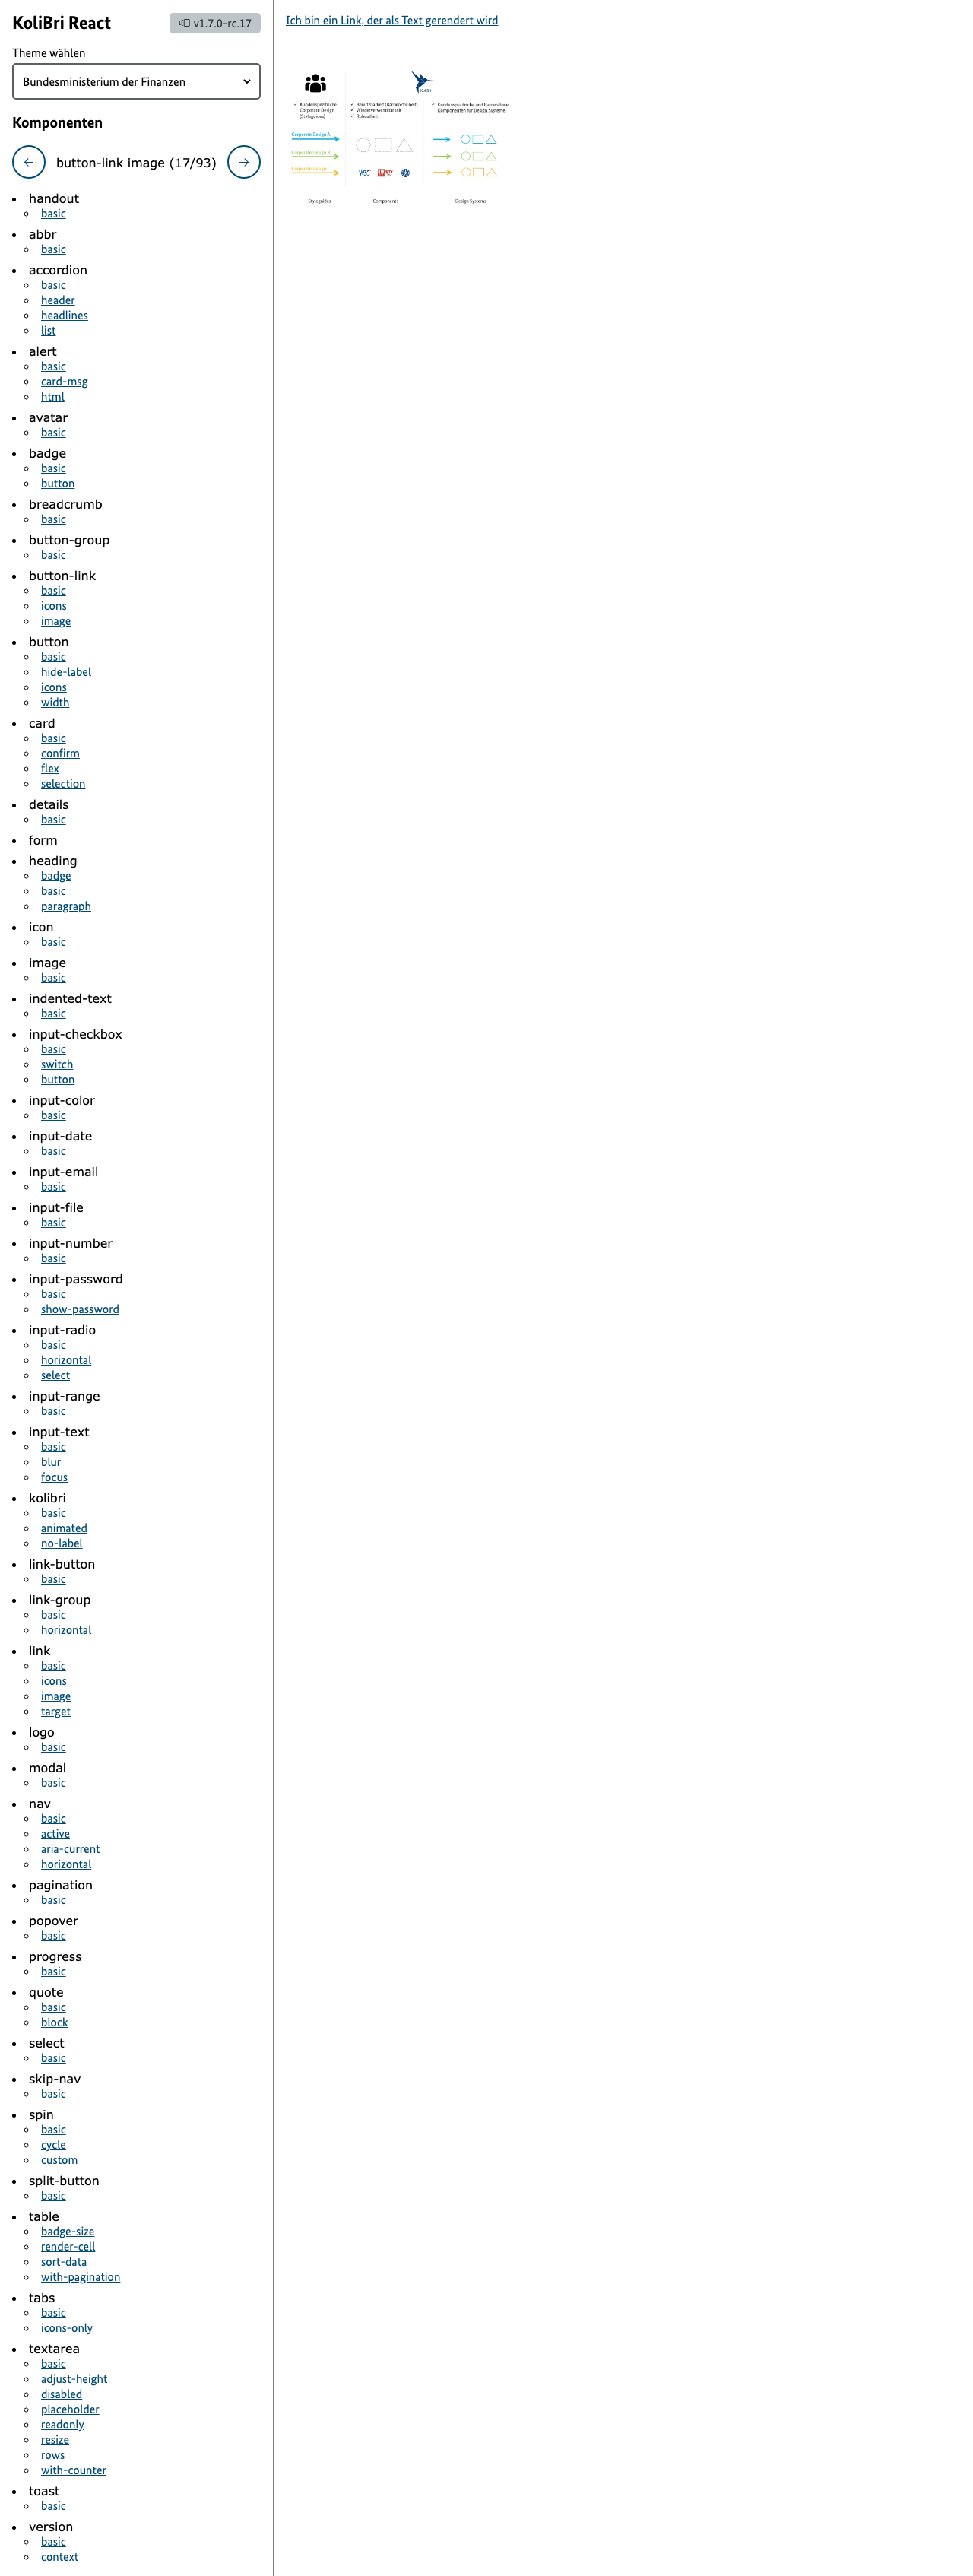 KoliBri React
v1.7.0-rc.17
Theme wählen
Bundesministerium der Finanzen
Komponenten
button-link image (17/93)
handout
basic
abbr
basic
accordion
basic
header
headlines
list
alert
basic
card-msg
html
avatar
basic
badge
basic
button
breadcrumb
basic
button-group
basic
button-link
basic
icons
image
button
basic
hide-label
icons
width
card
basic
confirm
flex
selection
details
basic
form
heading
badge
basic
paragraph
icon
basic
image
basic
indented-text
basic
input-checkbox
basic
switch
button
input-color
basic
input-date
basic
input-email
basic
input-file
basic
input-number
basic
input-password
basic
show-password
input-radio
basic
horizontal
select
input-range
basic
input-text
basic
blur
focus
kolibri
basic
animated
no-label
link-button
basic
link-group
basic
horizontal
link
basic
icons
image
target
logo
basic
modal
basic
nav
basic
active
aria-current
horizontal
pagination
basic
popover
basic
progress
basic
quote
basic
block
select
basic
skip-nav
basic
spin
basic
cycle
custom
split-button
basic
table
badge-size
render-cell
sort-data
with-pagination
tabs
basic
icons-only
textarea
basic
adjust-height
disabled
placeholder
readonly
resize
rows
with-counter
toast
basic
version
basic
context
Ich bin ein Link, der als Text gerendert wird
KoliBri
✓ Kundenspezifische
Corporate Design
(Styleguides)
✓ Benutzbarkeit (Barrierefreiheit)
✓ Wiederverwendbarkeit
✓ Robustheit
✓ Kundenspezifische und barrierefreie
Komponenten für Design Systeme
Corporate Design A
Corporate Design B
Corporate Design C
Styleguides
Components
Design Systems